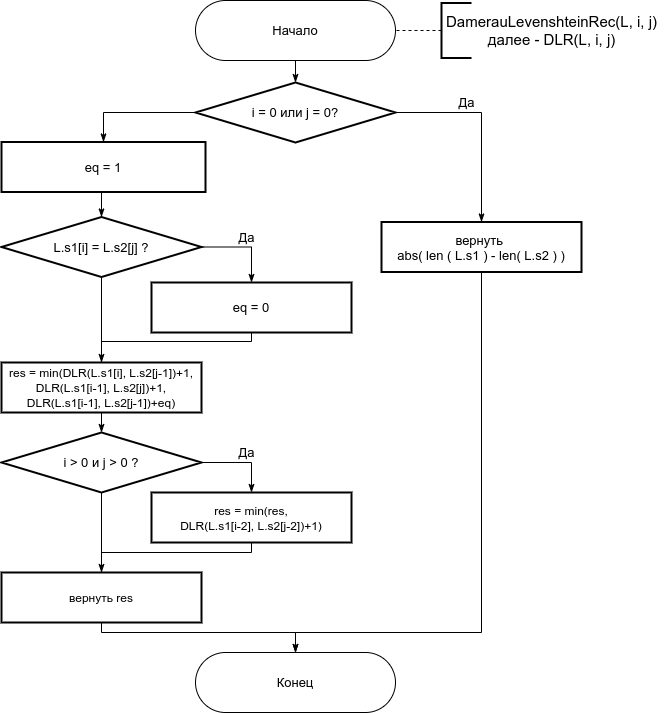 Начало
DamerauLevenshteinRec(L, i, j)
далее - DLR(L, i, j)
i = 0 или j = 0?
Да
eq = 1
L.s1[i] = L.s2[j] ?
Да
вернуть
abs( len ( L.s1 ) - len( L.s2 ) )
eq = 0
res = min(DLR(L.s1[i], L.s2[j-1])+1,
DLR(L.s1[i-1], L.s2[j])+1,
DLR(L.s1[i-1], L.s2[j-1])+eq)
i > 0 и j > 0 ?
Да
res = min(res,
DLR(L.s1[i-2], L.s2[j-2])+1)
вернуть res
Конец